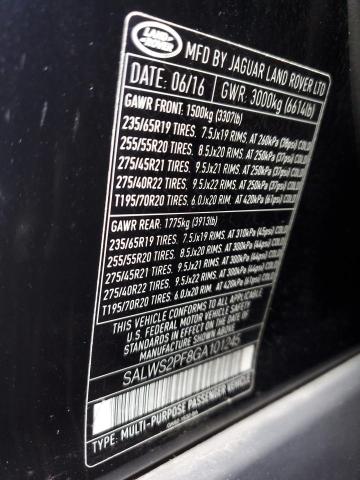 LAND ROVER
MFD BY JAGUAR LAND ROVER LTD
DATE: 06/16 GWR: 3000kg (6614lb)
GAWR FRONT: 1500kg (3307lb)
235/65R19 TIRES. 7.5Jx19 RIMS, AT 260kPa (38psi) COLD
255/55R20 TIRES. 8.5Jx20 RIMS, AT 250kPa (37psi) COLD
275/45R21 TIRES. 9.5Jx21 RIMS, AT 250kPa (37psi) COLD
275/40R22 TIRES. 9.5Jx22 RIMS, AT 250kPa (37psi) COLD
T195/70R20 TIRES. 6.0Jx20 RIM, AT 420kPa (61psi) COLD
GAWR REAR: 1775kg (3913lb)
235/65R19 TIRES. 7.5Jx19 RIMS, AT 310kPa (45psi) COLD
255/55R20 TIRES. 8.5Jx20 RIMS, AT 300kPa (44psi) COLD
275/45R21 TIRES. 9.5Jx21 RIMS, AT 300kPa (44psi) COLD
275/40R22 TIRES. 9.5Jx22 RIMS, AT 300kPa (44psi) COLD
T195/70R20 TIRES. 6.0Jx20 RIM, AT 420kPa (61psi) COLD
THIS VEHICLE CONFORMS TO ALL APPLICABLE
U.S. FEDERAL MOTOR VEHICLE SAFETY STANDARDS
IN EFFECT ON THE DATE OF MANUFACTURE SHOWN ABOVE.
SALWS2PF8GA101245
TYPE: MULTI-PURPOSE PASSENGER VEHICLE